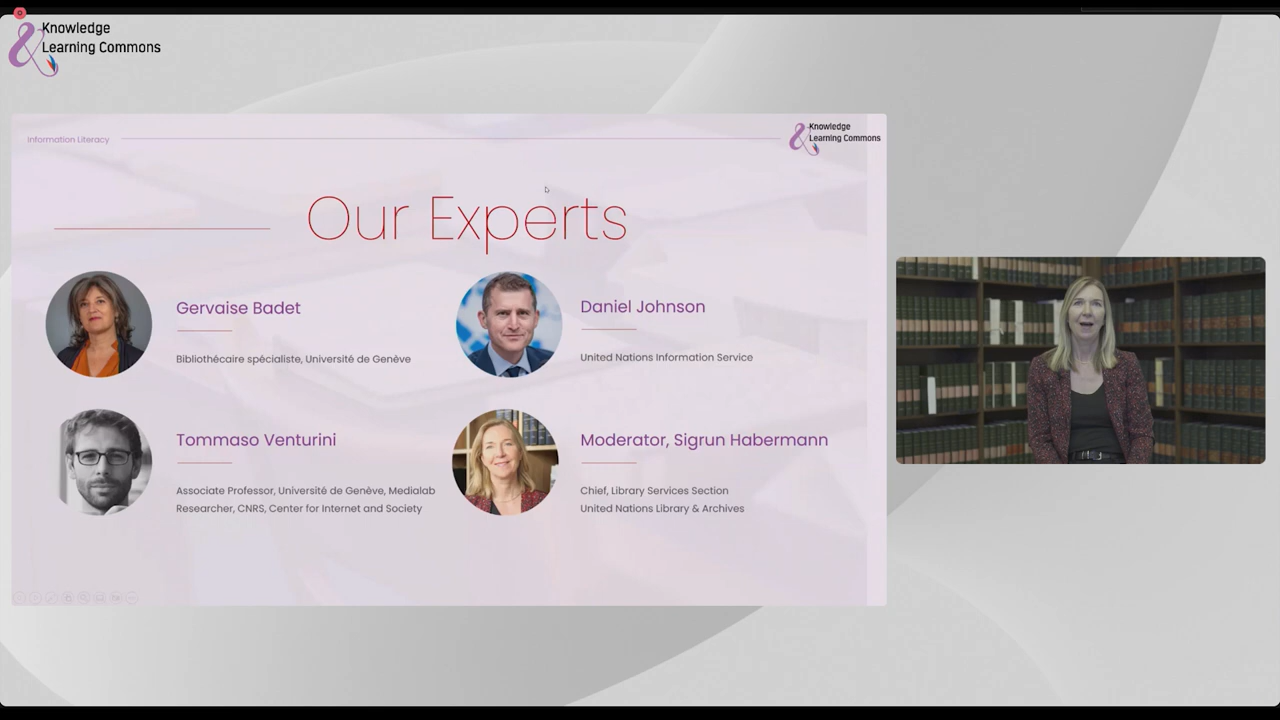 Knowledge
Learning Commons
Information Literacy
Knowledge
Learning Commons
Our Experts
Gervaise Badet
Bibliothécaire spécialiste, Université de Genève
Daniel Johnson
United Nations Information Service
Tommaso Venturini
Associate Professor, Université de Genève, Medialab
Researcher, CNRS, Center for Internet and Society
Moderator, Sigrun Habermann
Chief, Library Services Section
United Nations Library & Archives